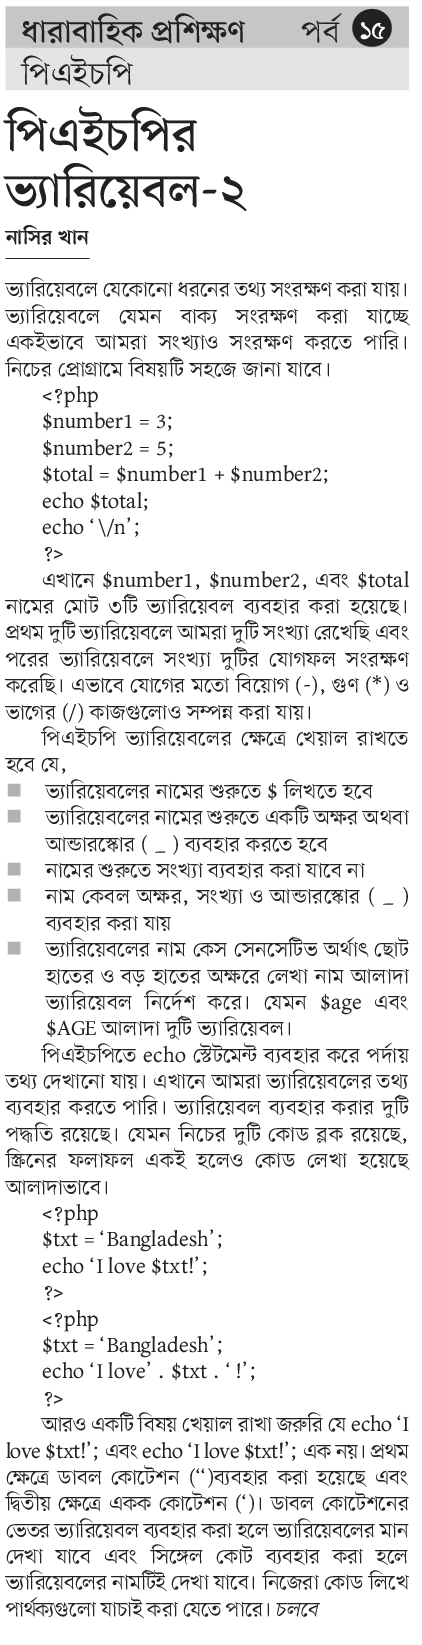 ধারাবাহিক প্রশিক্ষণ পর্ব ১৫
পিএইচপি
পিএইচপির
ভ্যারিয়েবল-২
নাসির খান
ভ্যারিয়েবলে যেকোনো ধরনের তথ্য সংরক্ষণ করা যায়।
ভ্যারিয়েবলে যেমন বাক্য সংরক্ষণ করা যাচ্ছে
একইভাবে আমরা সংখ্যাও সংরক্ষণ করতে পারি।
নিচের প্রোগ্রামে বিষয়টি সহজে জানা যাবে।
<?php
$number1 = 3;
$number2 = 5;
$total = $number1 + $number2;
echo $total;
echo ‘\/n’;
?>
এখানে $number1, $number2, এবং $total
নামের মোট ৩টি ভ্যারিয়েবল ব্যবহার করা হয়েছে।
প্রথম দুটি ভ্যারিয়েবলে আমরা দুটি সংখ্যা রেখেছি এবং
পরের ভ্যারিয়েবলে সংখ্যা দুটির যোগফল সংরক্ষণ
করেছি। এভাবে যোগের মতো বিয়োগ (-), গুণ (*) ও
ভাগের (/) কাজগুলোও সম্পন্ন করা যায়।
পিএইচপি ভ্যারিয়েবলের ক্ষেত্রে খেয়াল রাখতে
হবে যে,
■ ভ্যারিয়েবলের নামের শুরুতে $ লিখতে হবে
■ ভ্যারিয়েবলের নামের শুরুতে একটি অক্ষর অথবা
আন্ডারস্কোর ( _ ) ব্যবহার করতে হবে
■ নামের শুরুতে সংখ্যা ব্যবহার করা যাবে না
■ নাম কেবল অক্ষর, সংখ্যা ও আন্ডারস্কোর ( _ )
ব্যবহার করা যায়
■ ভ্যারিয়েবলের নাম কেস সেনসেটিভ অর্থাৎ ছোট
হাতের ও বড় হাতের অক্ষরে লেখা নাম আলাদা
ভ্যারিয়েবল নির্দেশ করে। যেমন $age এবং
$AGE আলাদা দুটি ভ্যারিয়েবল।
পিএইচপিতে echo স্টেটমেন্ট ব্যবহার করে পর্দায়
তথ্য দেখানো যায়। এখানে আমরা ভ্যারিয়েবলের তথ্য
ব্যবহার করতে পারি। ভ্যারিয়েবল ব্যবহার করার দুটি
পদ্ধতি রয়েছে। যেমন নিচের দুটি কোড ব্লক রয়েছে,
স্ক্রিনের ফলাফল একই হলেও কোড লেখা হয়েছে
আলাদাভাবে।
<?php
$txt = ‘Bangladesh’;
echo ‘I love $txt!’;
?>
<?php
$txt = ‘Bangladesh’;
echo ‘I love’ . $txt . ‘ !’;
?>
আরও একটি বিষয় খেয়াল রাখা জরুরি যে echo ‘I
love $txt!’; এবং echo ‘I love $txt!’; এক নয়। প্রথম
ক্ষেত্রে ডাবল কোটেশন (‘‘)ব্যবহার করা হয়েছে এবং
দ্বিতীয় ক্ষেত্রে একক কোটেশন (‘)। ডাবল কোটেশনের
ভেতর ভ্যারিয়েবল ব্যবহার করা হলে ভ্যারিয়েবলের মান
দেখা যাবে এবং সিঙ্গেল কোট ব্যবহার করা হলে
ভ্যারিয়েবলের নামটিই দেখা যাবে। নিজেরা কোড লিখে
পার্থক্যগুলো যাচাই করা যেতে পারে। চলবে